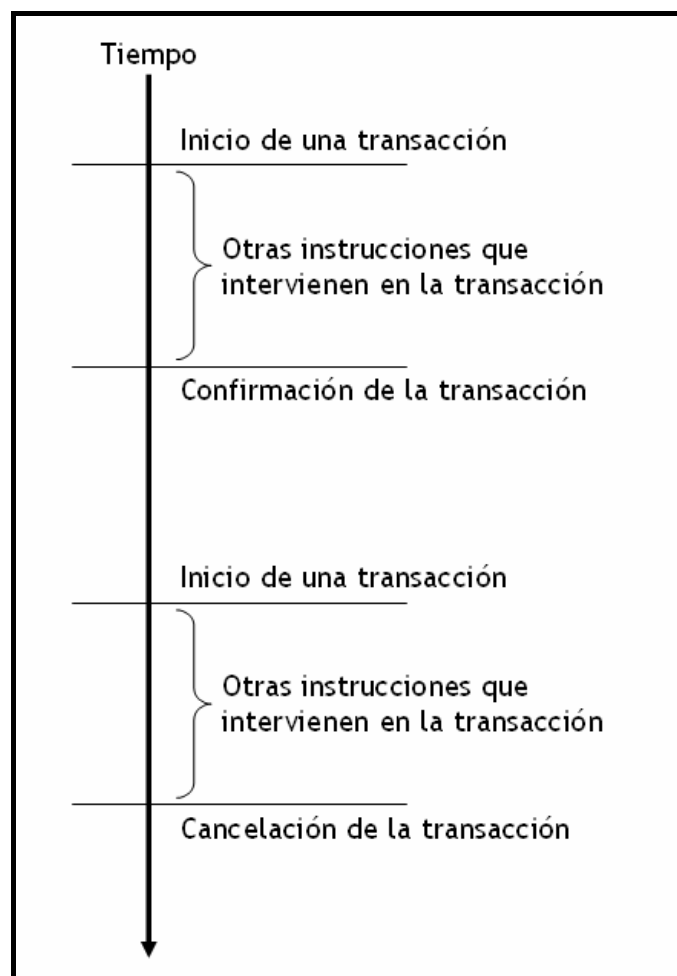 Tiempo
Inicio de una transacción
Otras instrucciones que
intervienen en la transacción
Confirmación de la transacción
Inicio de una transacción
Otras instrucciones que
intervienen en la transacción
Cancelación de la transacción